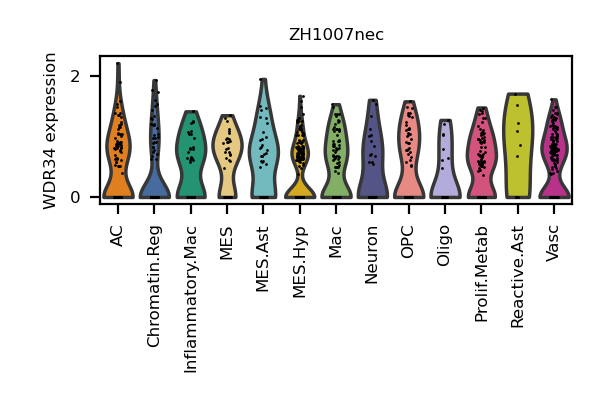 ZH1007nec
WDR34 expression
2
0
AC
Chromatin.Reg
Inflammatory.Mac
MES
MES.Ast
MES.Hyp
Mac
Neuron
OPC
Oligo
Prolif.Metab
Reactive.Ast
Vasc